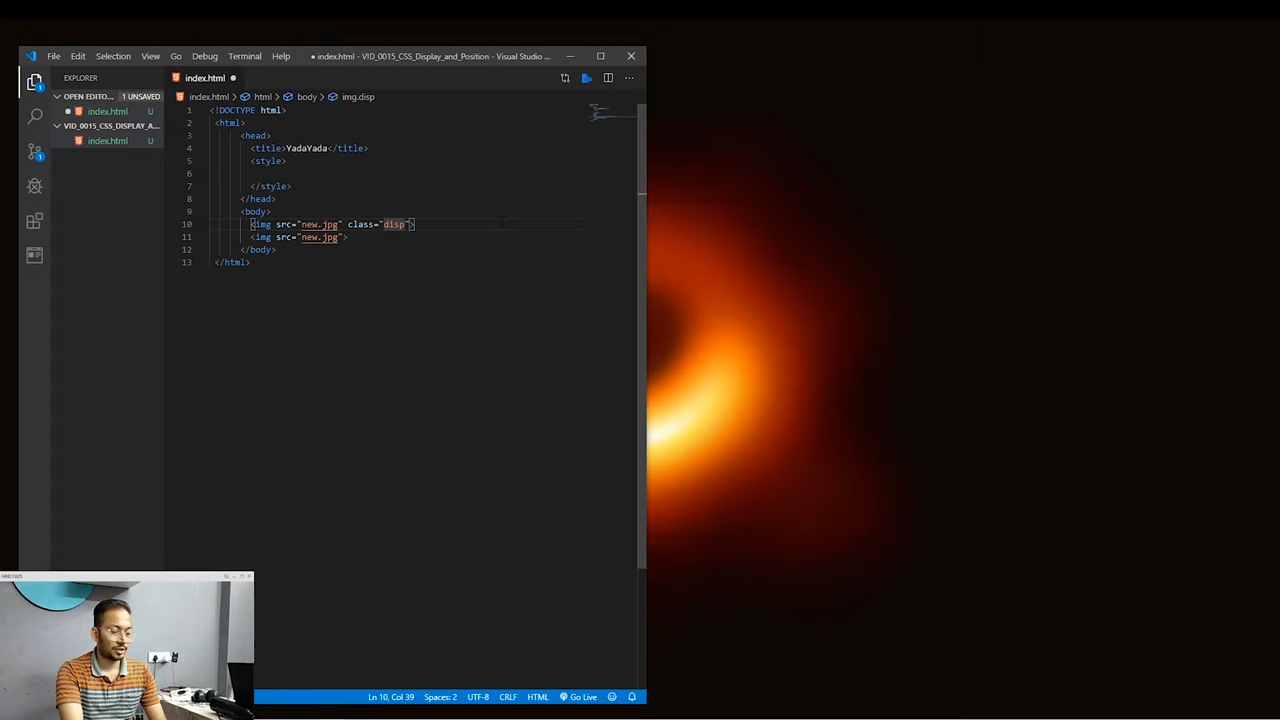 File Edit Selection View Go Debug Terminal Help ● index.html - VID_0015_CSS_Display_and_Position - Visual Studio ...
EXPLORER
index.html
OPEN EDITO... 1 UNSAVED
index.html U
VID_0015_CSS_DISPLAY_A...
index.html U
index.html > html > body > img.disp
1 <!DOCTYPE html>
2 <html>
3 <head>
4 <title>YadaYada</title>
5 <style>
6
7 </style>
8 </head>
9 <body>
10 <img src="new.jpg" class="disp">
11 <img src="new.jpg">
12 </body>
13 </html>
Ln 10, Col 39 Spaces: 2 UTF-8 CRLF HTML Go Live